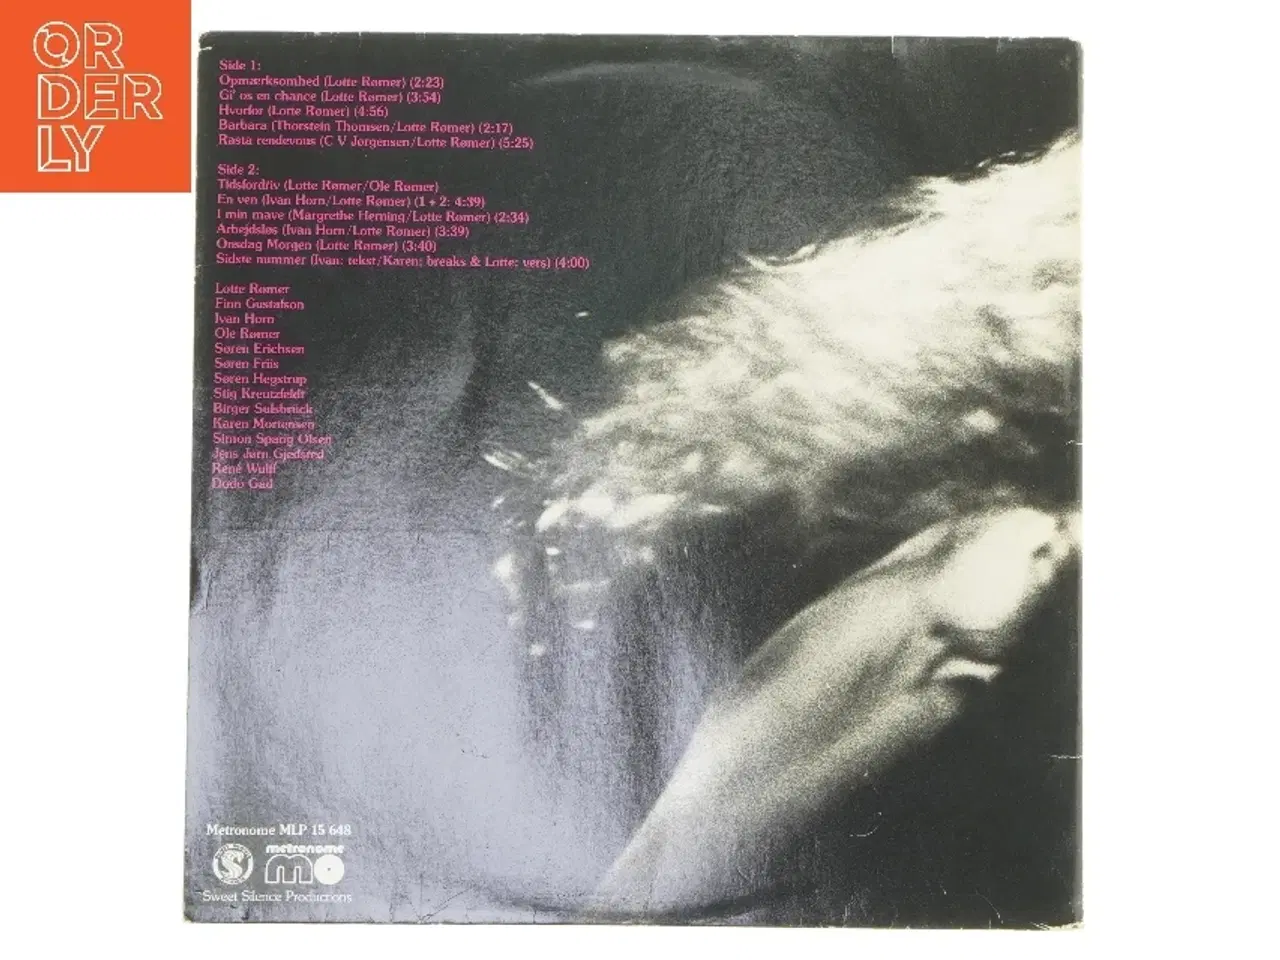 ORDERLY
Side 1:
Opmærksomhed (Lotte Rømer) (2:23)
Gi' os en chance (Lotte Rømer) (3:54)
Hvorfor (Lotte Rømer) (4:56)
Barbara (Thorstein Thomsen/Lotte Rømer) (2:17)
Rasta rendevous (C V Jørgensen/Lotte Rømer) (5:25)
Side 2:
Tidsfordriv (Lotte Rømer/Ole Rømer)
En ven (Ivan Horn/Lotte Rømer) (1 + 2: 4:39)
I min mave (Margrethe Herning/Lotte Rømer) (2:34)
Arbejdsløs (Ivan Horn/Lotte Rømer) (3:39)
Onsdag Morgen (Lotte Rømer) (3:40)
Sidste nummer (Ivan: tekst/Karen: breaks & Lotte: vers) (4:00)
Lotte Rømer
Finn Gustafson
Ivan Horn
Ole Rømer
Søren Erichsen
Søren Friis
Søren Hegstrup
Stig Kreutzfeldt
Birger Sulsbrück
Karen Mortensen
Simon Spang Olsen
Jens Jørn Gjedsted
René Wulff
Dodo Gad
Metronome MLP 15 648
metronome
Sweet Silence Productions